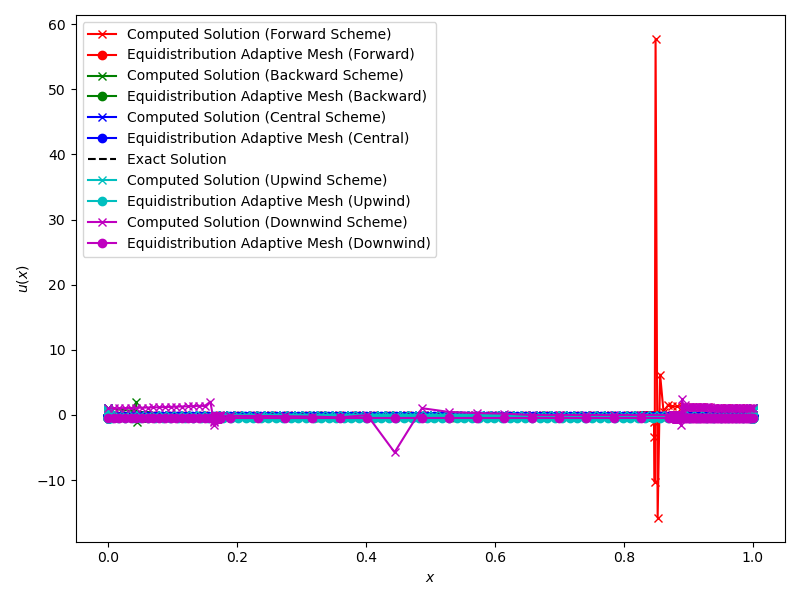 60
50
40
30
20
10
0
−10
u(x)
Computed Solution (Forward Scheme)
Equidistribution Adaptive Mesh (Forward)
Computed Solution (Backward Scheme)
Equidistribution Adaptive Mesh (Backward)
Computed Solution (Central Scheme)
Equidistribution Adaptive Mesh (Central)
Exact Solution
Computed Solution (Upwind Scheme)
Equidistribution Adaptive Mesh (Upwind)
Computed Solution (Downwind Scheme)
Equidistribution Adaptive Mesh (Downwind)
0.0 0.2 0.4 0.6 0.8 1.0
x